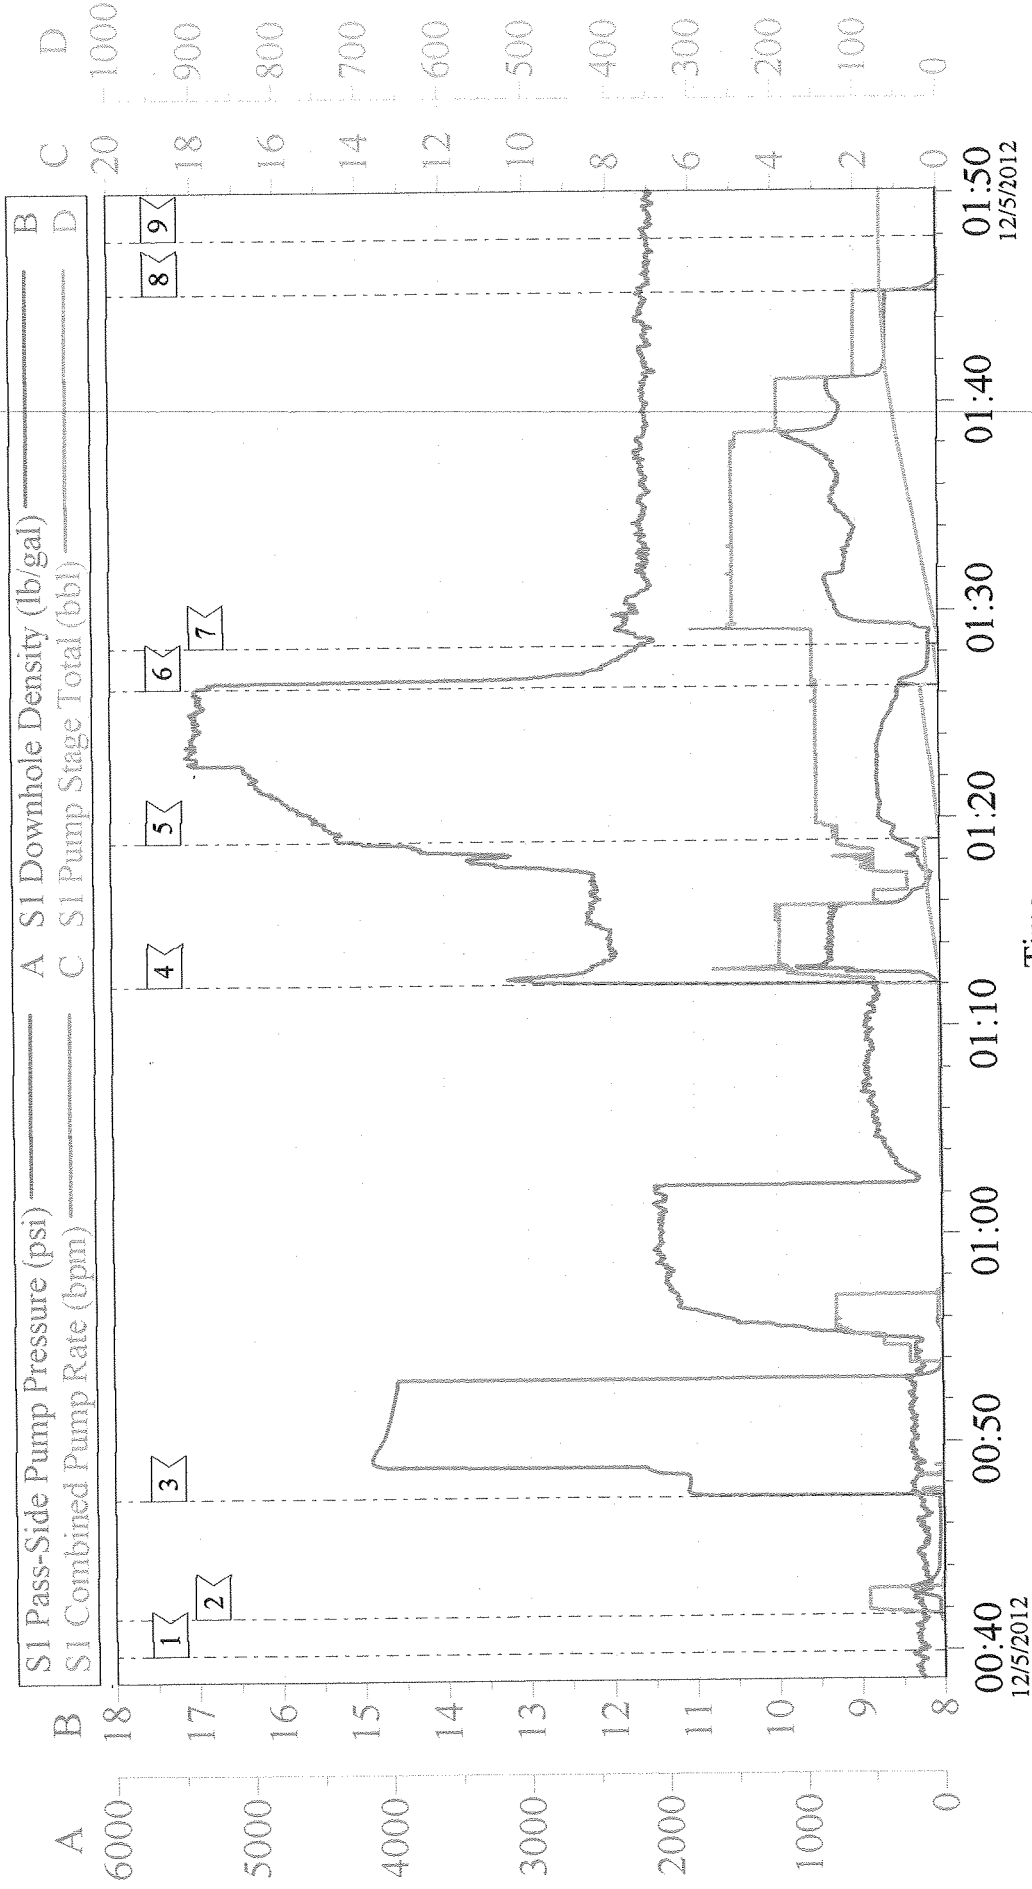 S1 Pass-Side Pump Pressure (psi) A S1 Downhole Density (lb/gal) B
S1 Combined Pump Rate (bpm) C S1 Pump Stage Total (bbl) D
A B C D
6000 18 20 1000
17 18 900
5000 16 16 800
4000 15 14 700
14 12 600
3000 13 10 500
12 8 400
2000 11 6 300
1000 10 4 200
9 2 100
0 8 0 0
1 2 3 4 5 6 7 8 9
00:40 00:50 01:00 01:10 01:20 01:30 01:40 01:50
12/5/2012 12/5/2012
Time